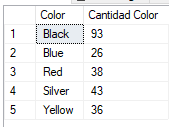 Color Cantidad Color
1 Black 93
2 Blue 26
3 Red 38
4 Silver 43
5 Yellow 36